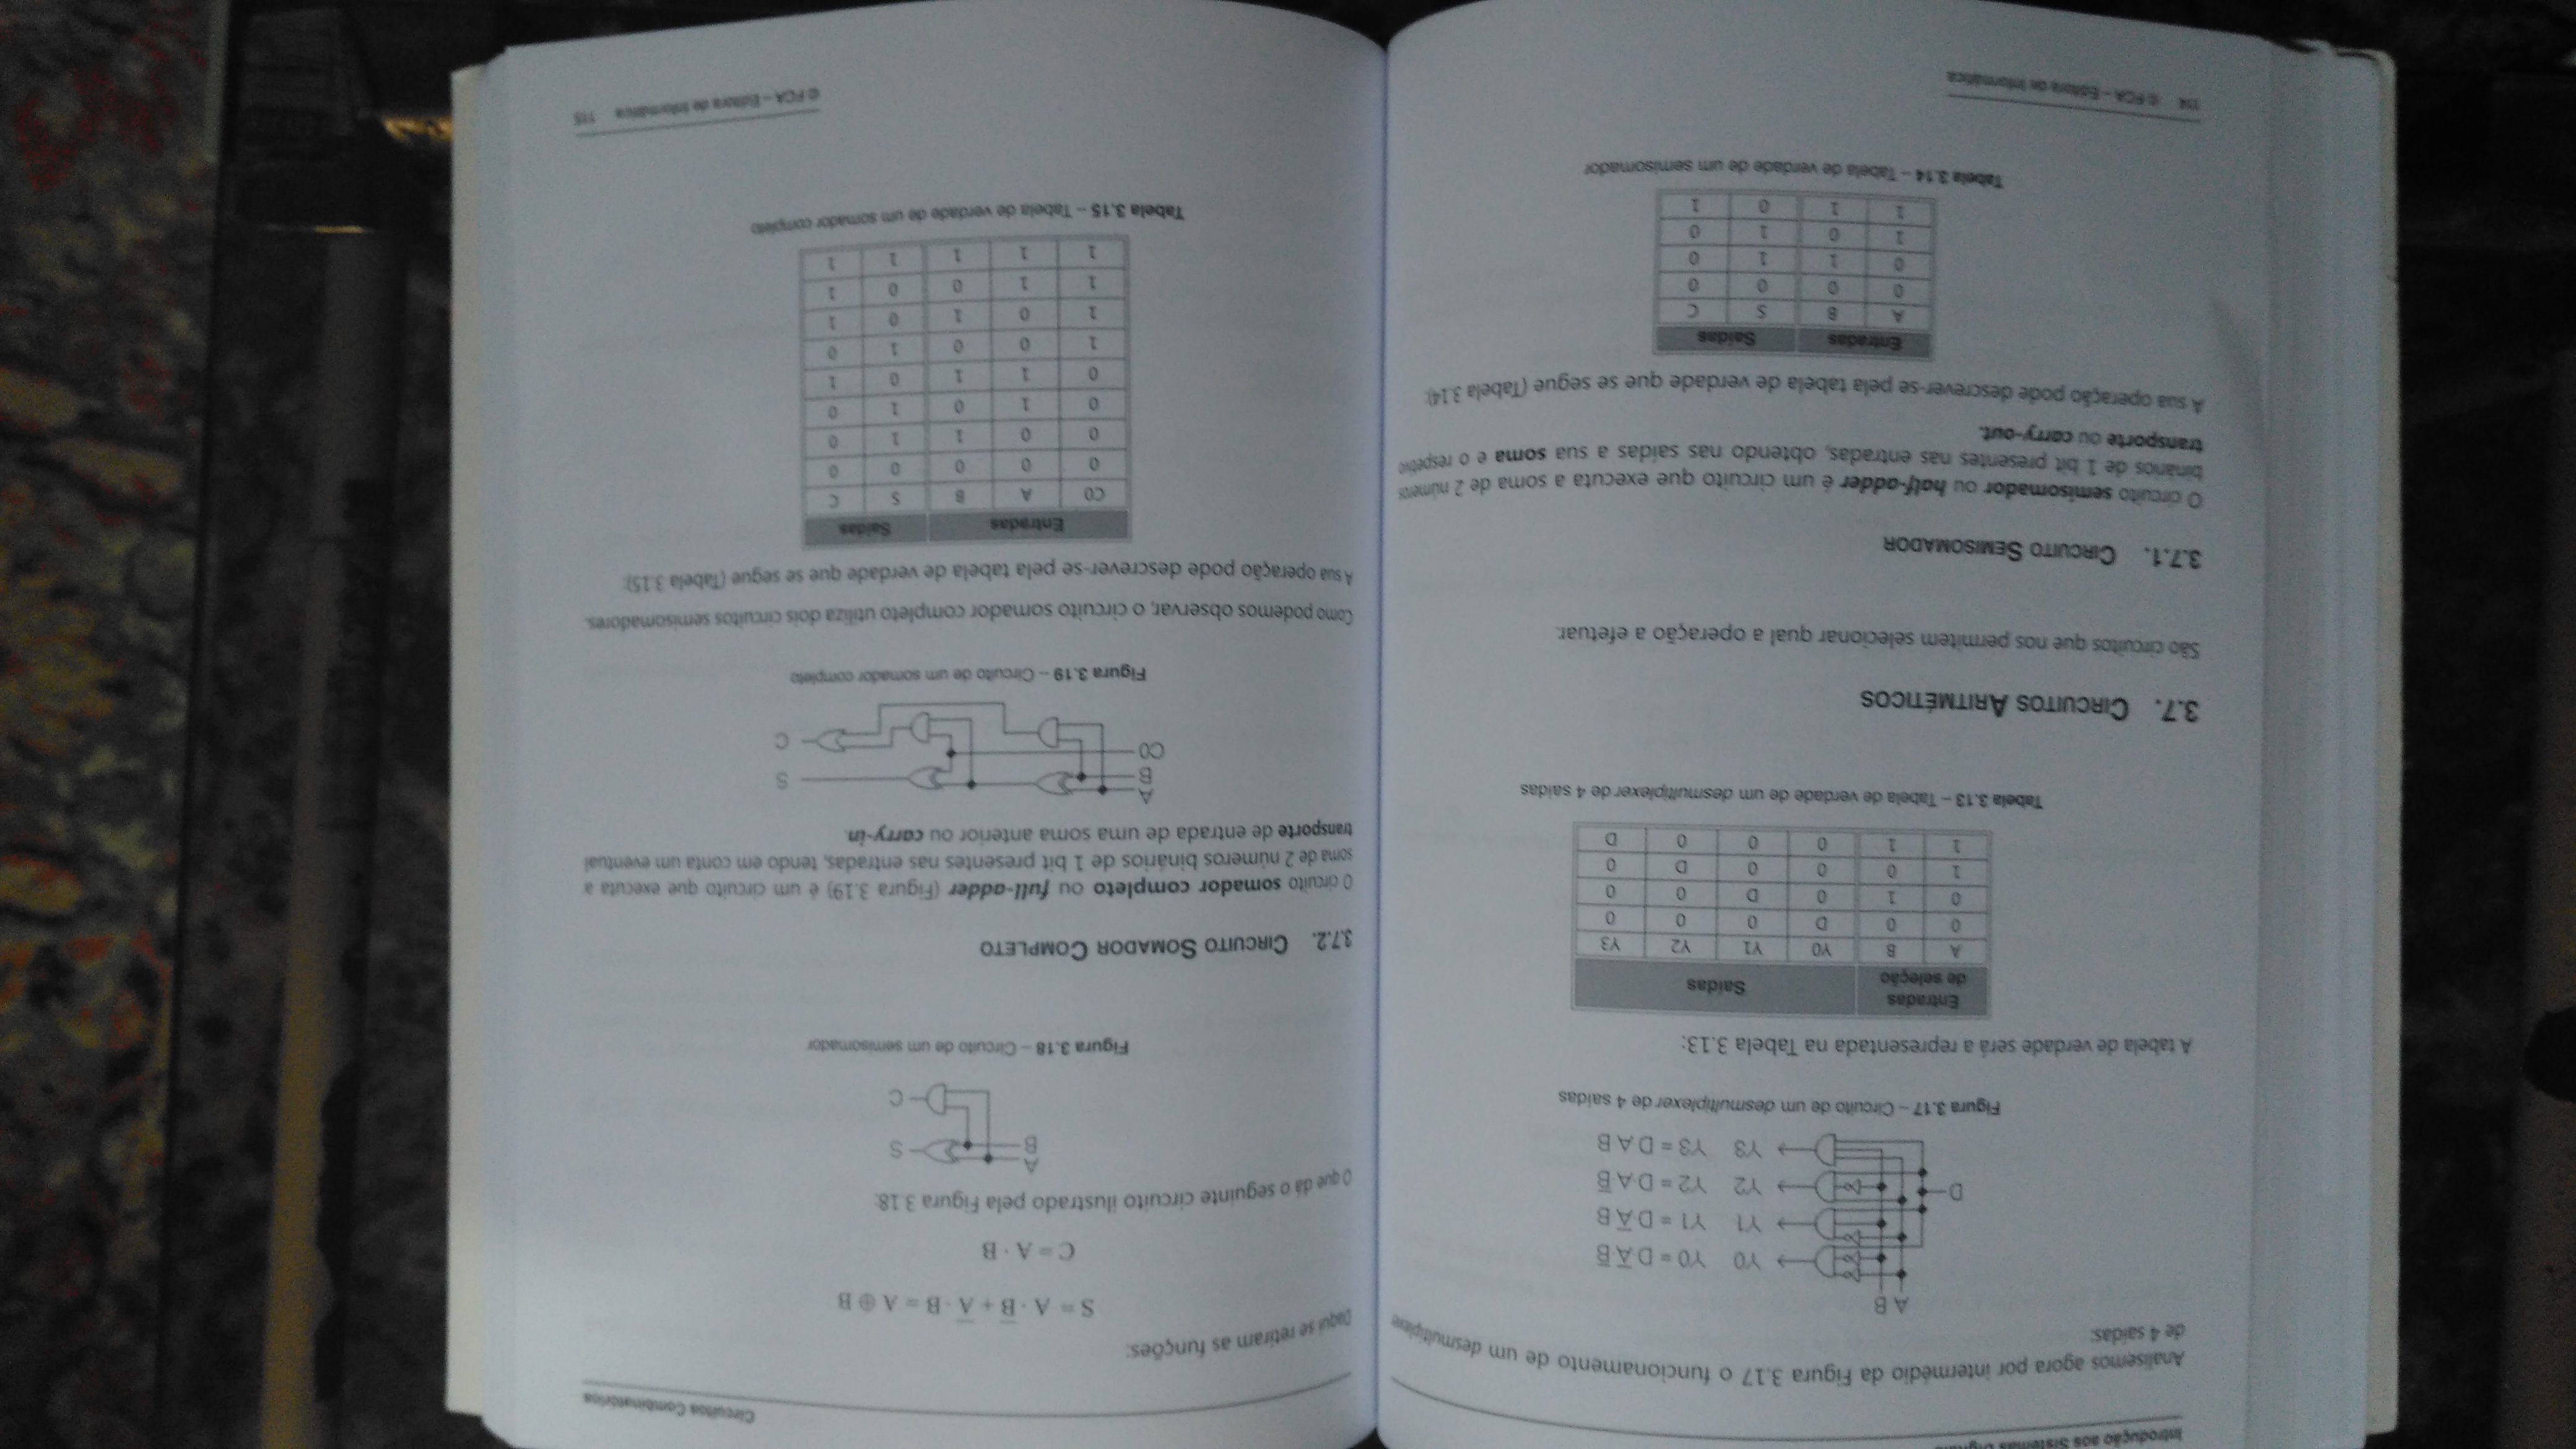 Introdução aos Sistemas
Analisemos agora por intermédio da Figura 3.17 o funcionamento de um desmultiplexer
de 4 saídas:
A B
D
Y0 Y0 = D A̅ B̅
Y1 Y1 = D A̅ B
Y2 Y2 = D A B̅
Y3 Y3 = D A B
Figura 3.17 – Circuito de um desmultiplexer de 4 saídas
A tabela de verdade será a representada na Tabela 3.13:
Entradas de seleção Saídas
A B Y0 Y1 Y2 Y3
0 0 D 0 0 0
0 1 0 D 0 0
1 0 0 0 D 0
1 1 0 0 0 D
Tabela 3.13 – Tabela de verdade de um desmultiplexer de 4 saídas
3.7. CIRCUITOS ARITMÉTICOS
São circuitos que nos permitem selecionar qual a operação a efetuar.
3.7.1. CIRCUITO SEMISOMADOR
O circuito semisomador ou half-adder é um circuito que executa a soma de 2 números
binários de 1 bit presentes nas entradas, obtendo nas saídas a sua soma e o respetivo
transporte ou carry-out.
A sua operação pode descrever-se pela tabela de verdade que se segue (Tabela 3.14):
Entradas Saídas
A B S C
0 0 0 0
0 1 1 0
1 0 1 0
1 1 0 1
Tabela 3.14 – Tabela de verdade de um semisomador
114 © FCA – Editora de Informática
Circuitos Combinatórios
Daqui se retiram as funções:
S = A · B̅ + A̅ · B = A ⊕ B
C = A · B
O que dá o seguinte circuito ilustrado pela Figura 3.18:
A
B
S
C
Figura 3.18 – Circuito de um semisomador
3.7.2. CIRCUITO SOMADOR COMPLETO
O circuito somador completo ou full-adder (Figura 3.19) é um circuito que executa a
soma de 2 números binários de 1 bit presentes nas entradas, tendo em conta um eventual
transporte de entrada de uma soma anterior ou carry-in.
A
B
C0
S
C
Figura 3.19 – Circuito de um somador completo
Como podemos observar, o circuito somador completo utiliza dois circuitos semisomadores.
A sua operação pode descrever-se pela tabela de verdade que se segue (Tabela 3.15):
Entradas Saídas
C0 A B S C
0 0 0 0 0
0 0 1 1 0
0 1 0 1 0
0 1 1 0 1
1 0 0 1 0
1 0 1 0 1
1 1 0 0 1
1 1 1 1 1
Tabela 3.15 – Tabela de verdade de um somador completo
© FCA – Editora de Informática 115